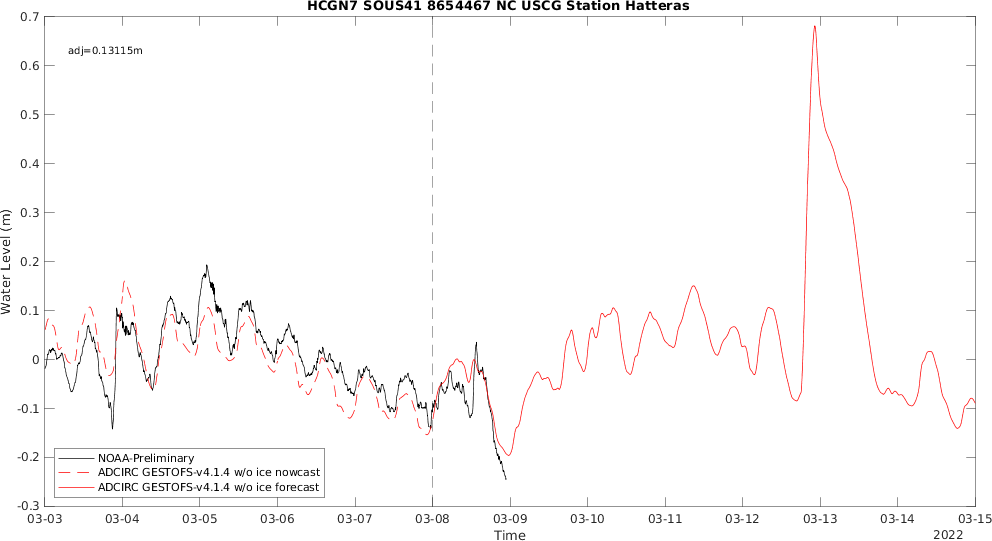 HCGN7 SOUS41 8654467 NC USCG Station Hatteras
adj=0.13115m
0.7
0.6
0.5
0.4
0.3
0.2
0.1
0
-0.1
-0.2
-0.3
Water Level (m)
NOAA-Preliminary
ADCIRC GESTOFS-v4.1.4 w/o ice nowcast
ADCIRC GESTOFS-v4.1.4 w/o ice forecast
03-03 03-04 03-05 03-06 03-07 03-08 03-09 03-10 03-11 03-12 03-13 03-14 03-15
Time
2022